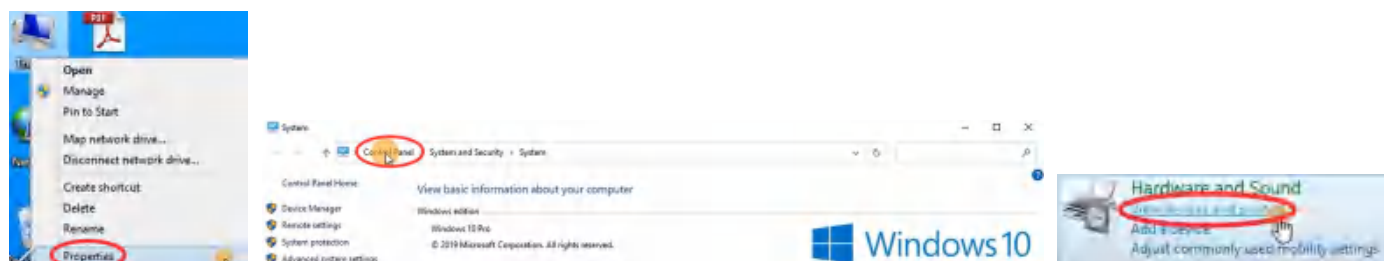 PDF
Open
Manage
Pin to Start
Map network drive...
Disconnect network drive...
Create shortcut
Delete
Rename
Properties
System
Control Panel System and Security › System
Control Panel Home
View basic information about your computer
Device Manager
Windows edition
Remote settings
Windows 10 Pro
System protection
© 2019 Microsoft Corporation. All rights reserved.
Advanced system settings
Windows 10
Hardware and Sound
View devices and
Add a device
Adjust commonly used mobility settings